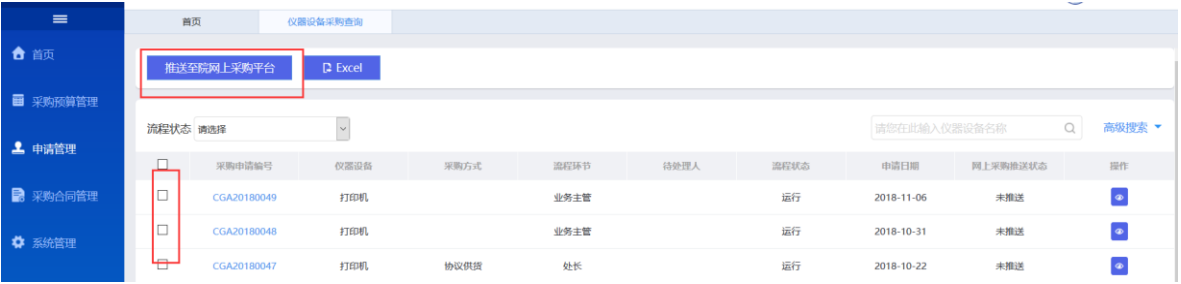 首页 仪器设备采购查询
首页
推送至院网上采购平台 Excel
采购预算管理
流程状态 请选择 请您在此输入仪器设备名称 高级搜索
申请管理
采购申请编号 仪器设备 采购方式 流程环节 待处理人 流程状态 申请日期 网上采购推送状态 操作
采购合同管理
CGA20180049 打印机 业务主管 运行 2018-11-06 未推送
CGA20180048 打印机 业务主管 运行 2018-10-31 未推送
系统管理
CGA20180047 打印机 协议供货 处长 运行 2018-10-22 未推送